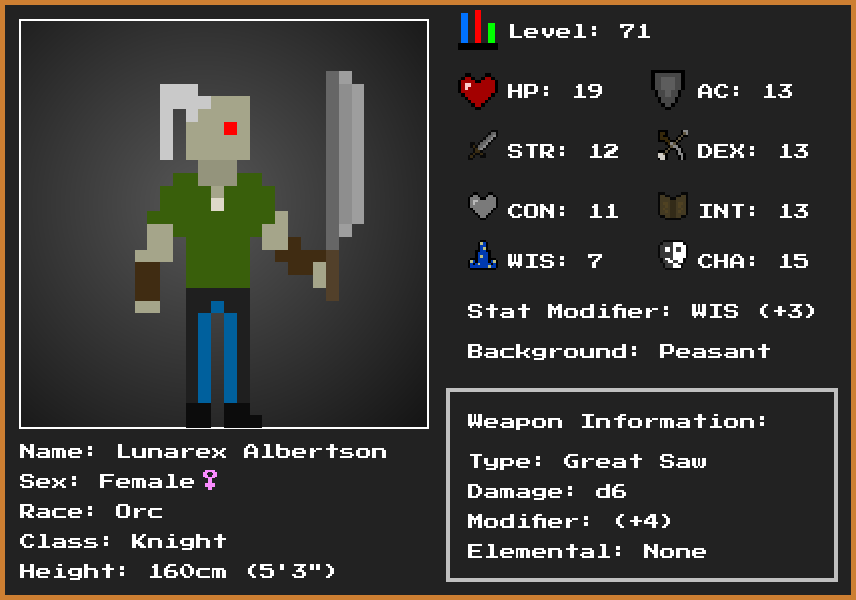 Level: 71
HP: 19 AC: 13
STR: 12 DEX: 13
CON: 11 INT: 13
WIS: 7 CHA: 15
Stat Modifier: WIS (+3)
Background: Peasant
Weapon Information:
Type: Great Saw
Damage: d6
Modifier: (+4)
Elemental: None
Name: Lunarex Albertson
Sex: Female♀
Race: Orc
Class: Knight
Height: 160cm (5'3")